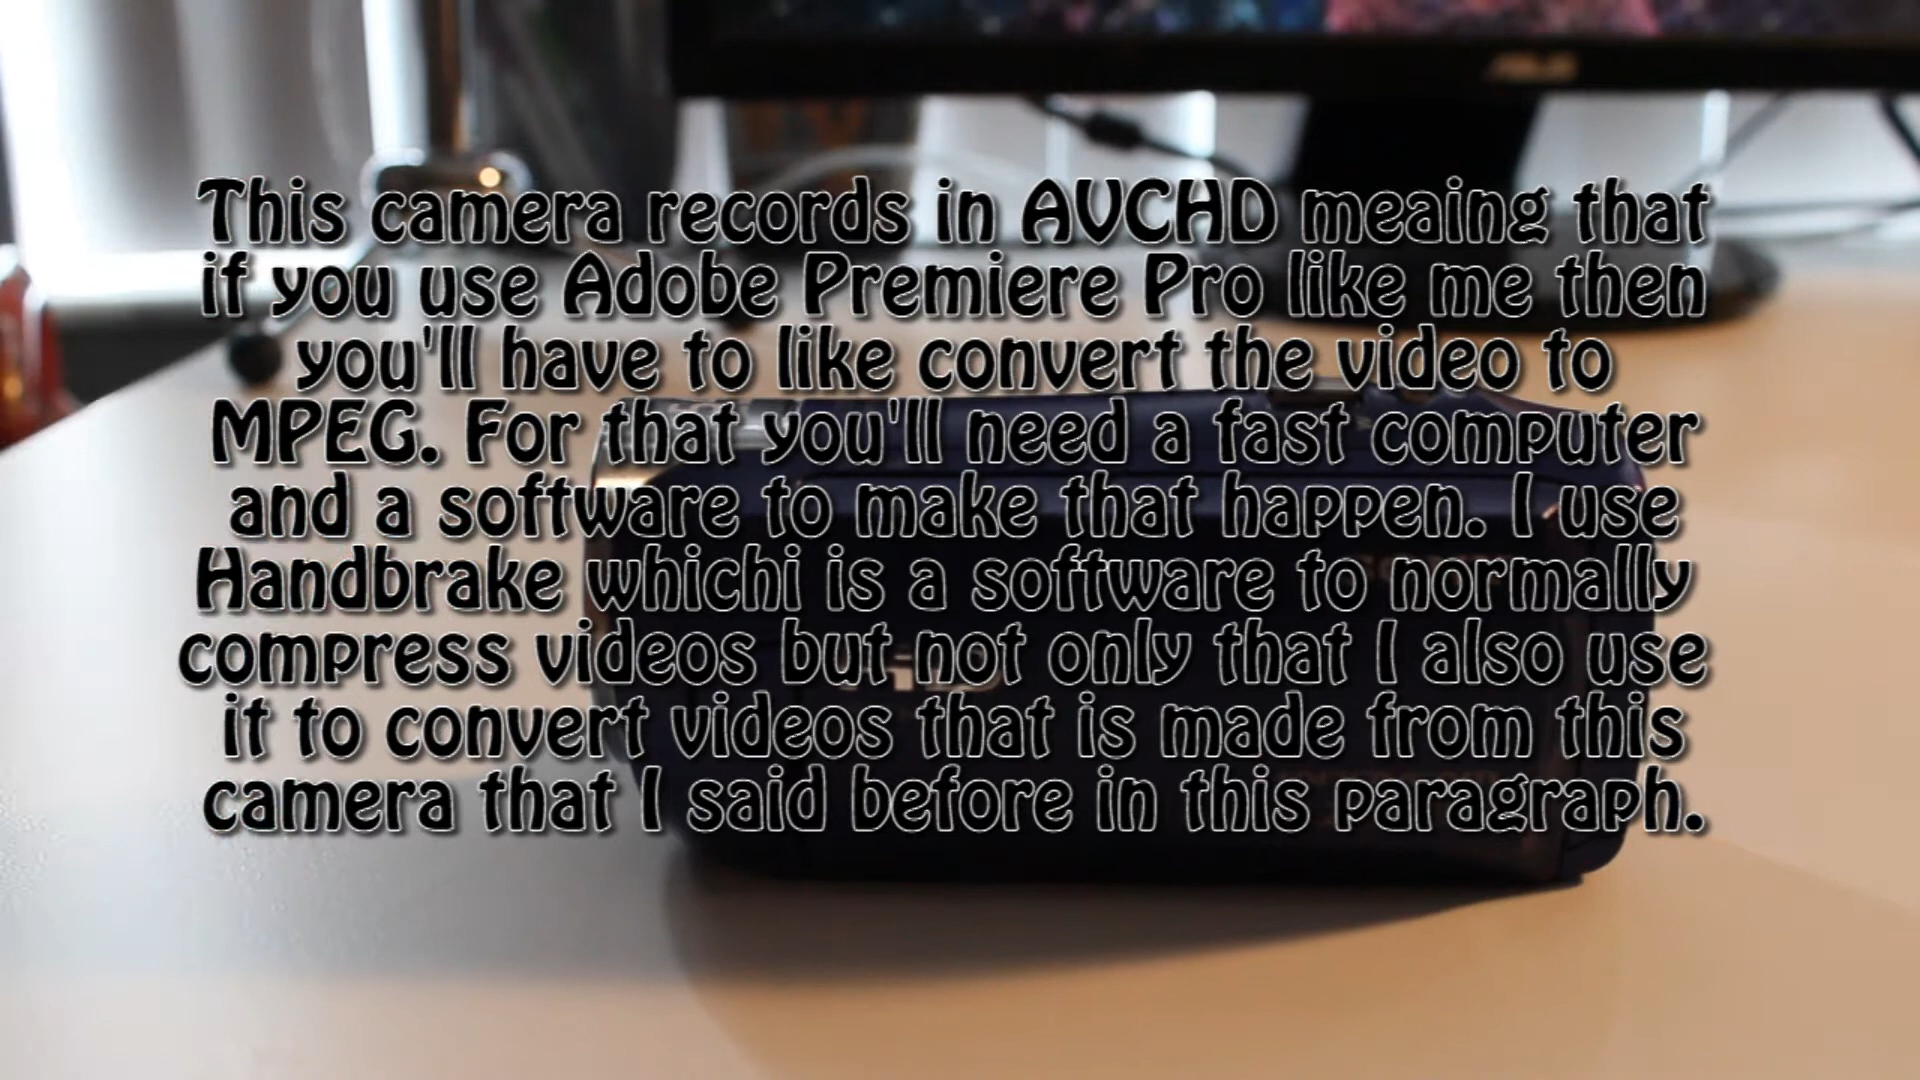 ASUS
This camera records in AVCHD meaing that
if you use Adobe Premiere Pro like me then
you'll have to like convert the video to
MPEG. For that you'll need a fast computer
and a software to make that happen. I use
Handbrake whichi is a software to normally
compress videos but not only that I also use
it to convert videos that is made from this
camera that I said before in this paragraph.